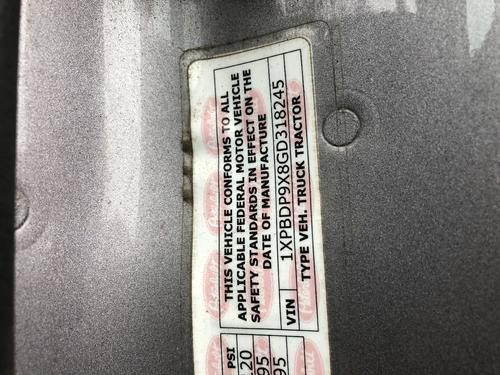 THIS VEHICLE CONFORMS TO ALL
APPLICABLE FEDERAL MOTOR VEHICLE
SAFETY STANDARDS IN EFFECT ON THE
DATE OF MANUFACTURE
VIN 1XPBDP9X8GD318245
TYPE VEH. TRUCK TRACTOR
PSI
120
95
95